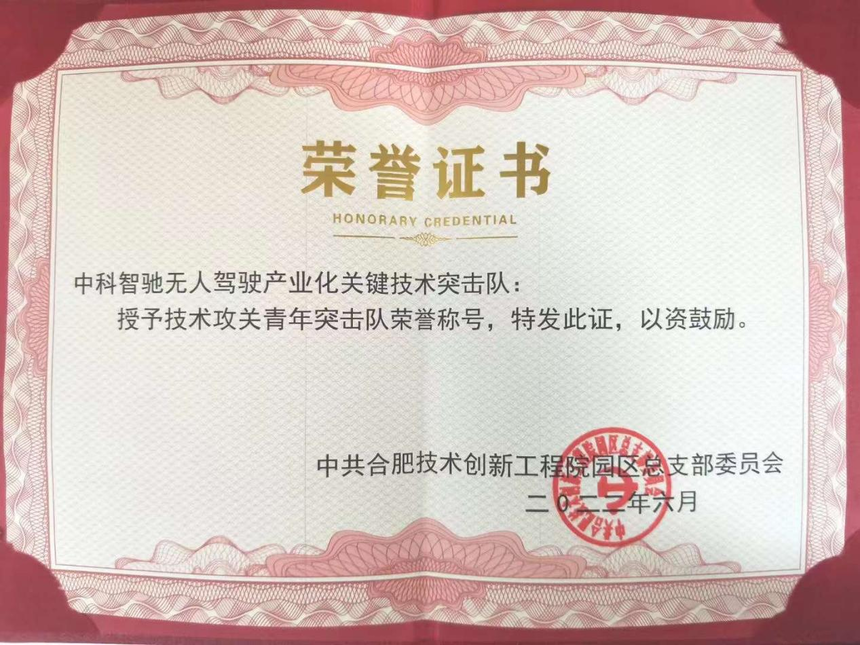 荣誉证书
HONORARY CREDENTIAL
中科智驰无人驾驶产业化关键技术突击队：
授予技术攻关青年突击队荣誉称号，特发此证，以资鼓励。
中共合肥技术创新工程院园区总支部委员会
二0二二年六月